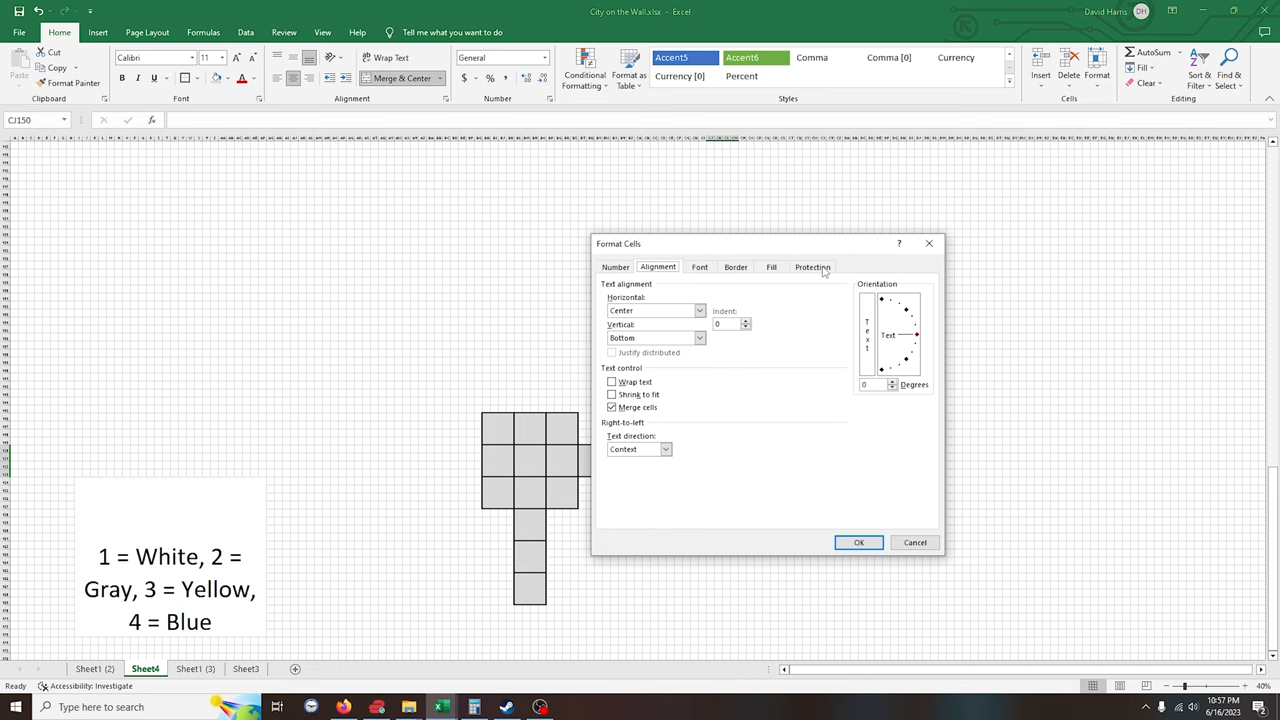 City on the Wall.xlsx - Excel
David Harris DH
File Home Insert Page Layout Formulas Data Review View Help Tell me what you want to do
Paste
Cut
Copy
Format Painter
Clipboard
Calibri 11
B I U
Font
Wrap Text
Merge & Center
Alignment
General
$ % ,
Number
Conditional
Formatting
Format as
Table
Accent5 Accent6 Comma Comma [0] Currency
Currency [0] Percent
Styles
Insert Delete Format
Cells
AutoSum
Fill
Clear
Sort &
Filter
Find &
Select
Editing
CJ150
fx
Format Cells
Number Alignment Font Border Fill Protection
Text alignment
Horizontal:
Center
Indent:
0
Vertical:
Bottom
Justify distributed
Text control
Wrap text
Shrink to fit
Merge cells
Right-to-left
Text direction:
Context
Orientation
Text
Text
0 Degrees
OK Cancel
1 = White, 2 =
Gray, 3 = Yellow,
4 = Blue
Sheet1 (2) Sheet4 Sheet1 (3) Sheet3
Ready Accessibility: Investigate
40%
Type here to search
10:57 PM
6/16/2023
2